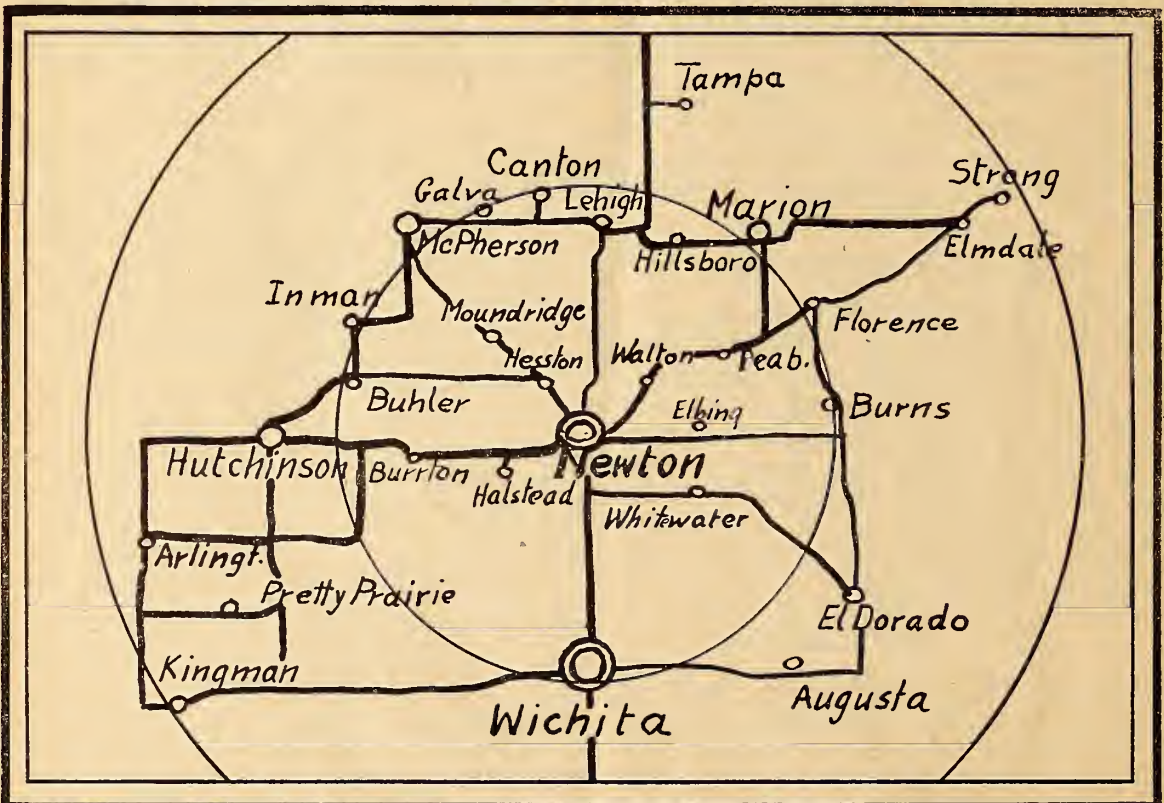 Tampa
Canton
Strong
Galva
Lehigh
Marion
McPherson
Hillsboro
Elmdale
Inman
Moundridge
Florence
Hesston
Walton
Peab.
Buhler
Elbing
Burns
Hutchinson
Burrton
Newton
Halstead
Whitewater
Arlingt.
Pretty Prairie
El Dorado
Kingman
Augusta
Wichita